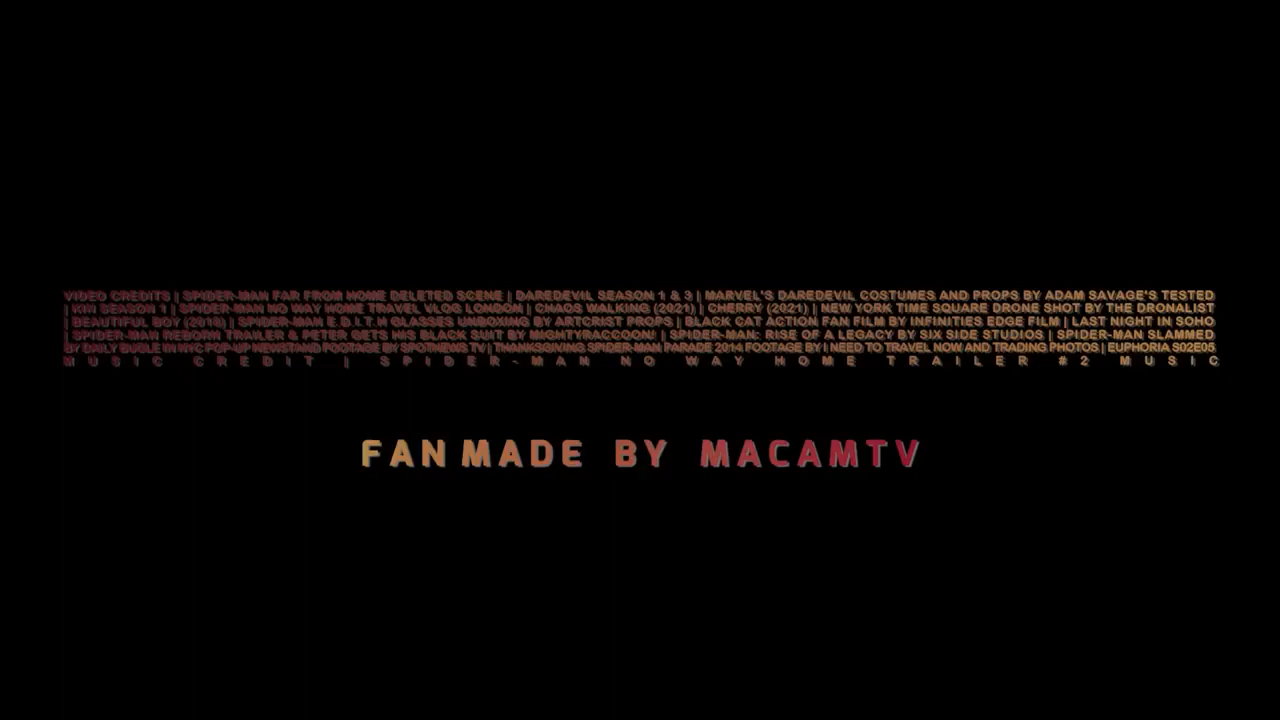 VIDEO CREDITS | SPIDER-MAN FAR FROM HOME DELETED SCENE | DAREDEVIL SEASON 1 & 3 | MARVEL'S DAREDEVIL COSTUMES AND PROPS BY ADAM SAVAGE'S TESTED
| SEASON 1 | SPIDER-MAN NO WAY HOME TRAVEL VLOG LONDON | CHAOS WALKING (2021) | CHERRY (2021) | NEW YORK TIME SQUARE DRONE SHOT BY THE DRONALIST
| BEAUTIFUL BOY (2018) | SPIDER-MAN E.D.I.T.H GLASSES UNBOXING BY ARTCRIST PROPS | BLACK CAT ACTION FAN FILM BY INFINITIES EDGE FILM | LAST NIGHT IN SOHO
| SPIDER-MAN REBORN TRAILER & PETER GETS HIS BLACK SUIT BY MIGHTYRACCOON | SPIDER-MAN: RISE OF A LEGACY BY SIX SIDE STUDIOS | SPIDER-MAN SLAMMED
BY DAILY BUGLE IN NYC POP-UP NEWSTAND FOOTAGE BY TV | THANKSGIVING SPIDER-MAN PARADE 2014 FOOTAGE BY I NEED TO TRAVEL NOW AND TRADING PHOTOS | EUPHORIA S02E05
MUSIC CREDIT | SPIDER-MAN NO WAY HOME TRAILER #2 MUSIC
FAN MADE BY MACAMTV